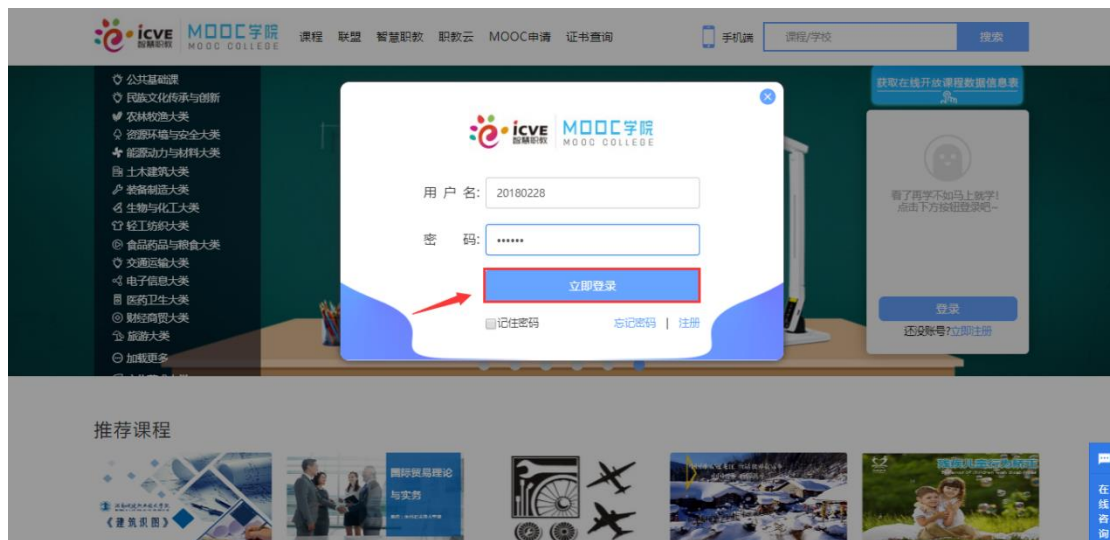 icve 智慧职教 MOOC学院 MOOC COLLEGE
课程 联盟 智慧职教 职教云 MOOC申请 证书查询
手机端 课程/学校 搜索
公共基础课
民族文化传承与创新
农林牧渔大类
资源环境与安全大类
能源动力与材料大类
土木建筑大类
装备制造大类
生物与化工大类
轻工纺织大类
食品药品与粮食大类
交通运输大类
电子信息大类
医药卫生大类
财经商贸大类
旅游大类
加载更多
icve 智慧职教 MOOC学院 MOOC COLLEGE
用 户 名: 20180228
密 码: ••••••
立即登录
记住密码 忘记密码 | 注册
获取在线开放课程数据信息表
看了再学不如马上就学!
点击下方按钮登录吧~
登录
还没账号?立即注册
推荐课程
《建筑识图》
国际贸易理论
与实务
在线咨询